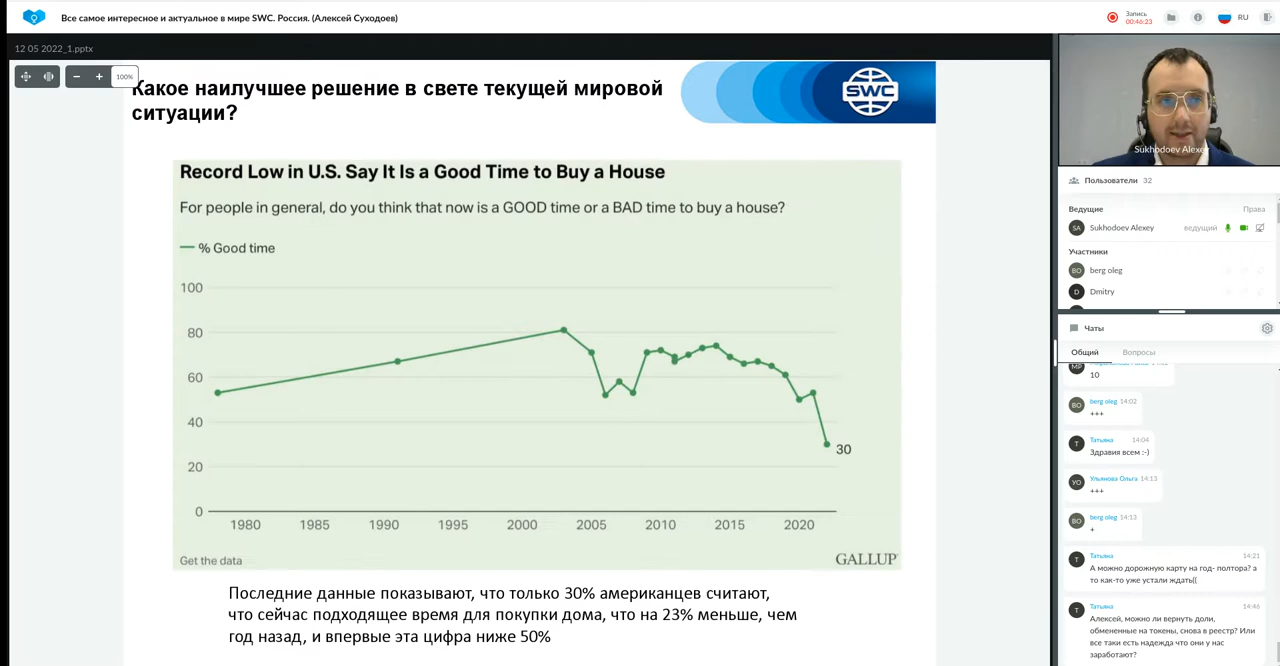 Все самое интересное и актуальное в мире SWC. Россия. (Алексей Суходоев)
Запись
00:46:23
RU
12 05 2022_1.pptx
100%
Какое наилучшее решение в свете текущей мировой
ситуации?
SWC
Record Low in U.S. Say It Is a Good Time to Buy a House
For people in general, do you think that now is a GOOD time or a BAD time to buy a house?
% Good time
100
80
60
40
20
0
30
1980 1985 1990 1995 2000 2005 2010 2015 2020
Get the data
GALLUP
Последние данные показывают, что только 30% американцев считают,
что сейчас подходящее время для покупки дома, что на 23% меньше, чем
год назад, и впервые эта цифра ниже 50%
Sukhodoev Alexey
Пользователи 32
Ведущие Права
SA Sukhodoev Alexey ведущий
Участники
BO berg oleg
D Dmitry
Чаты
Общий Вопросы
МР
10
BO berg oleg 14:02
+++
Т Татьяна 14:04
Здравия всем :-)
УО Ульянова Ольга 14:13
+++
BO berg oleg 14:13
+
Т Татьяна 14:21
А можно дорожную карту на год- полтора? а
то как-то уже устали ждать((
Т Татьяна 14:46
Алексей, можно ли вернуть доли,
обмененные на токены, снова в реестр? Или
все таки есть надежда что они у нас
заработают?